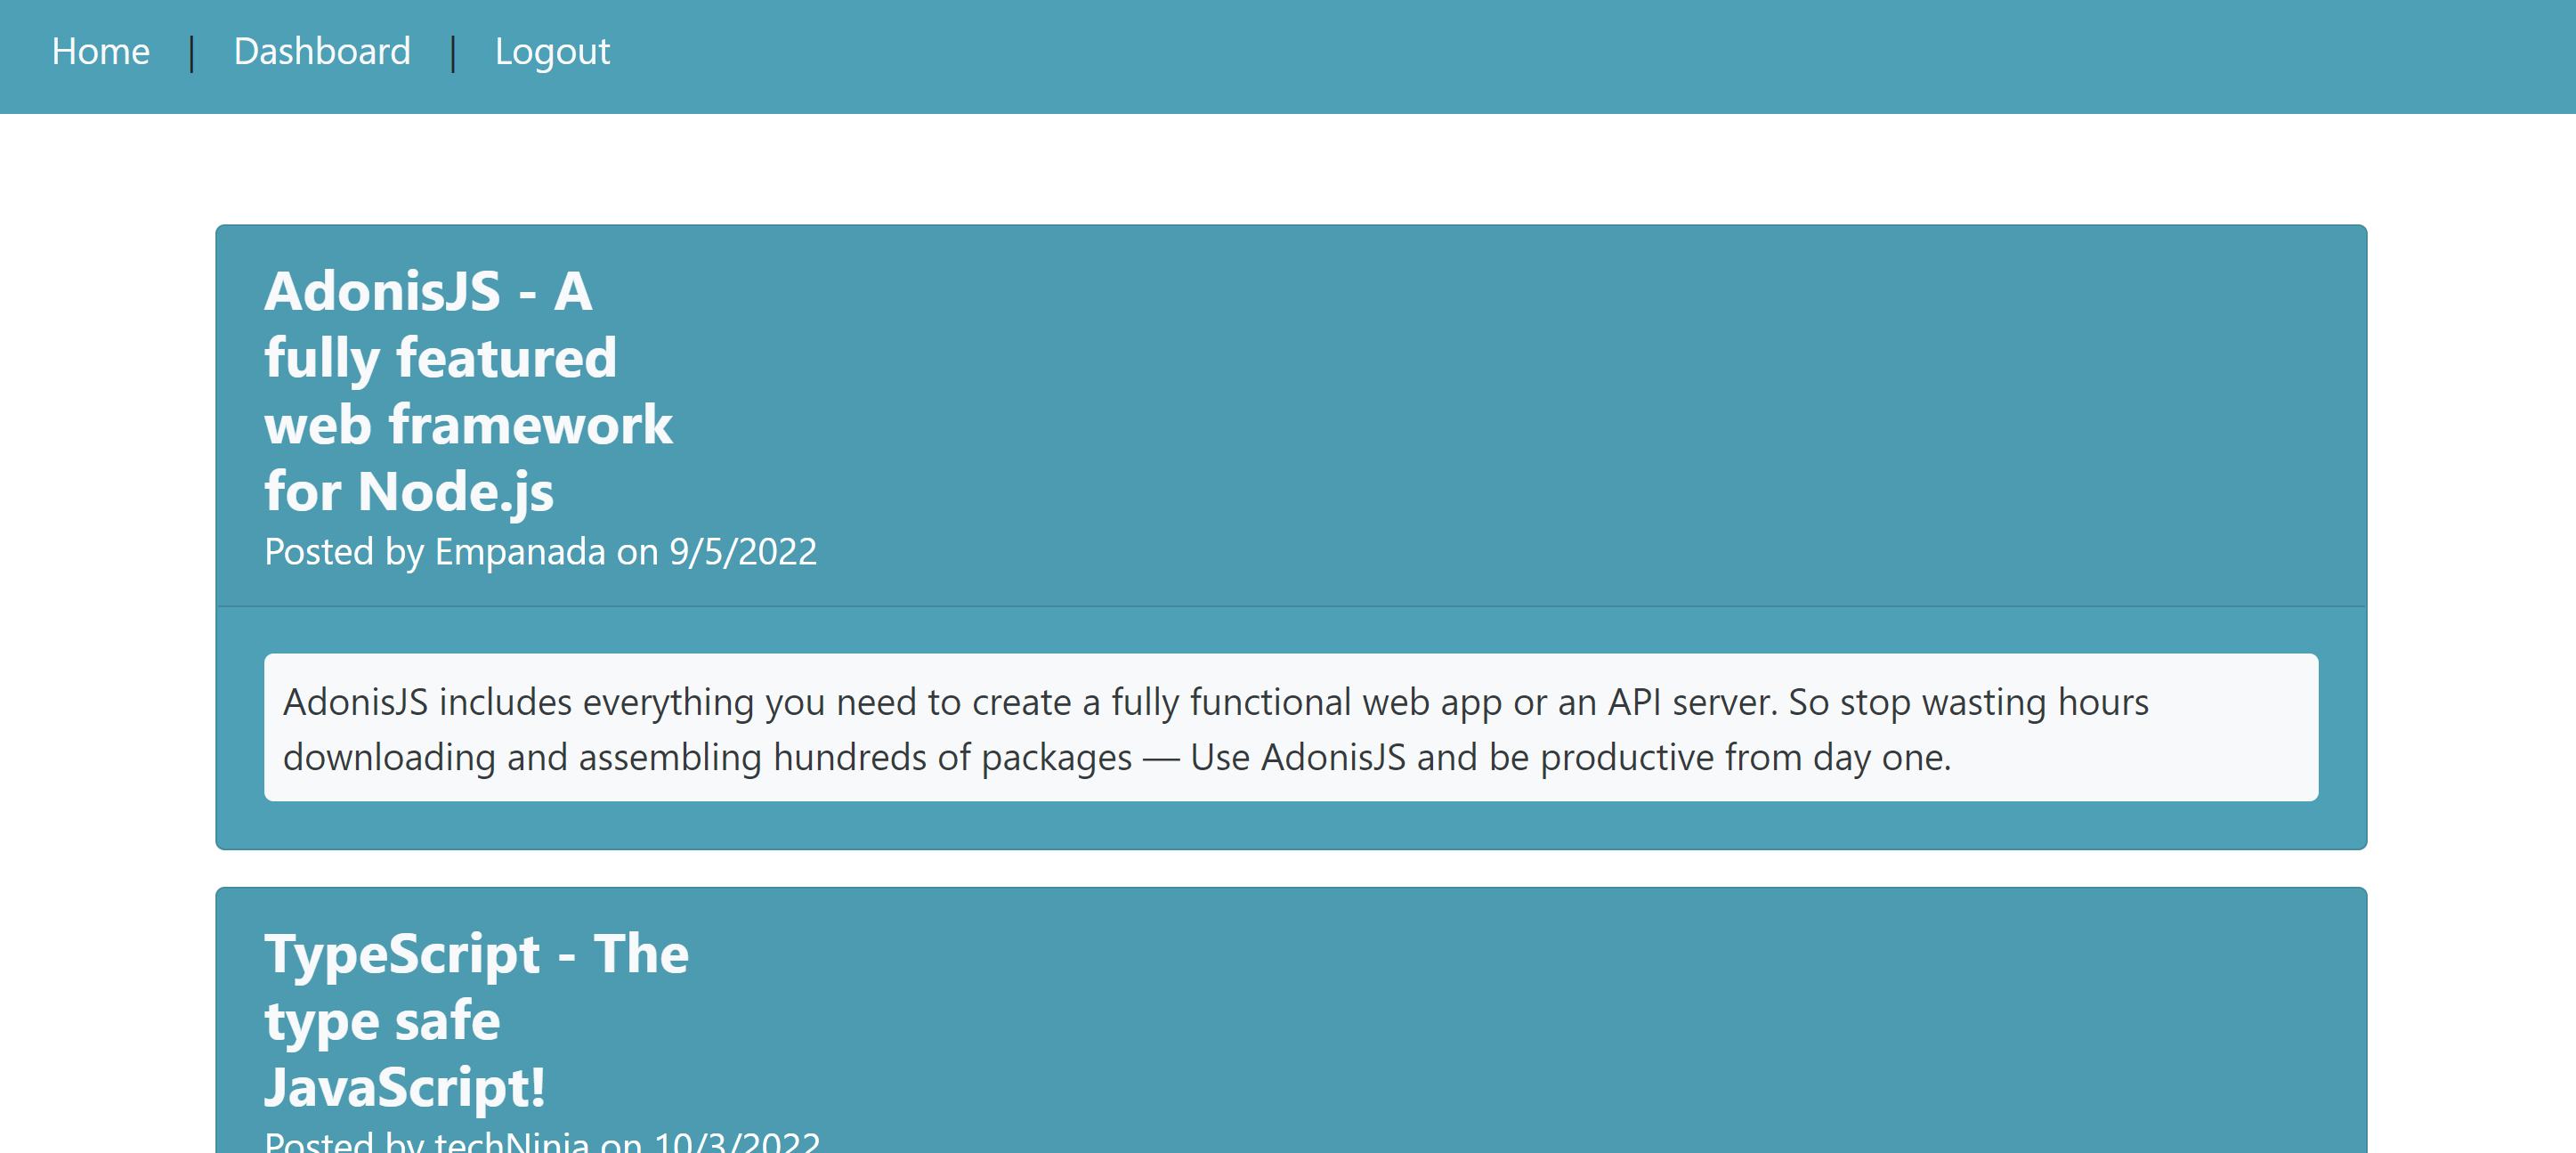 Home | Dashboard | Logout
AdonisJS - A
fully featured
web framework
for Node.js
Posted by Empanada on 9/5/2022
AdonisJS includes everything you need to create a fully functional web app or an API server. So stop wasting hours
downloading and assembling hundreds of packages — Use AdonisJS and be productive from day one.
TypeScript - The
type safe
JavaScript!
Posted by techNinja on 10/3/2022